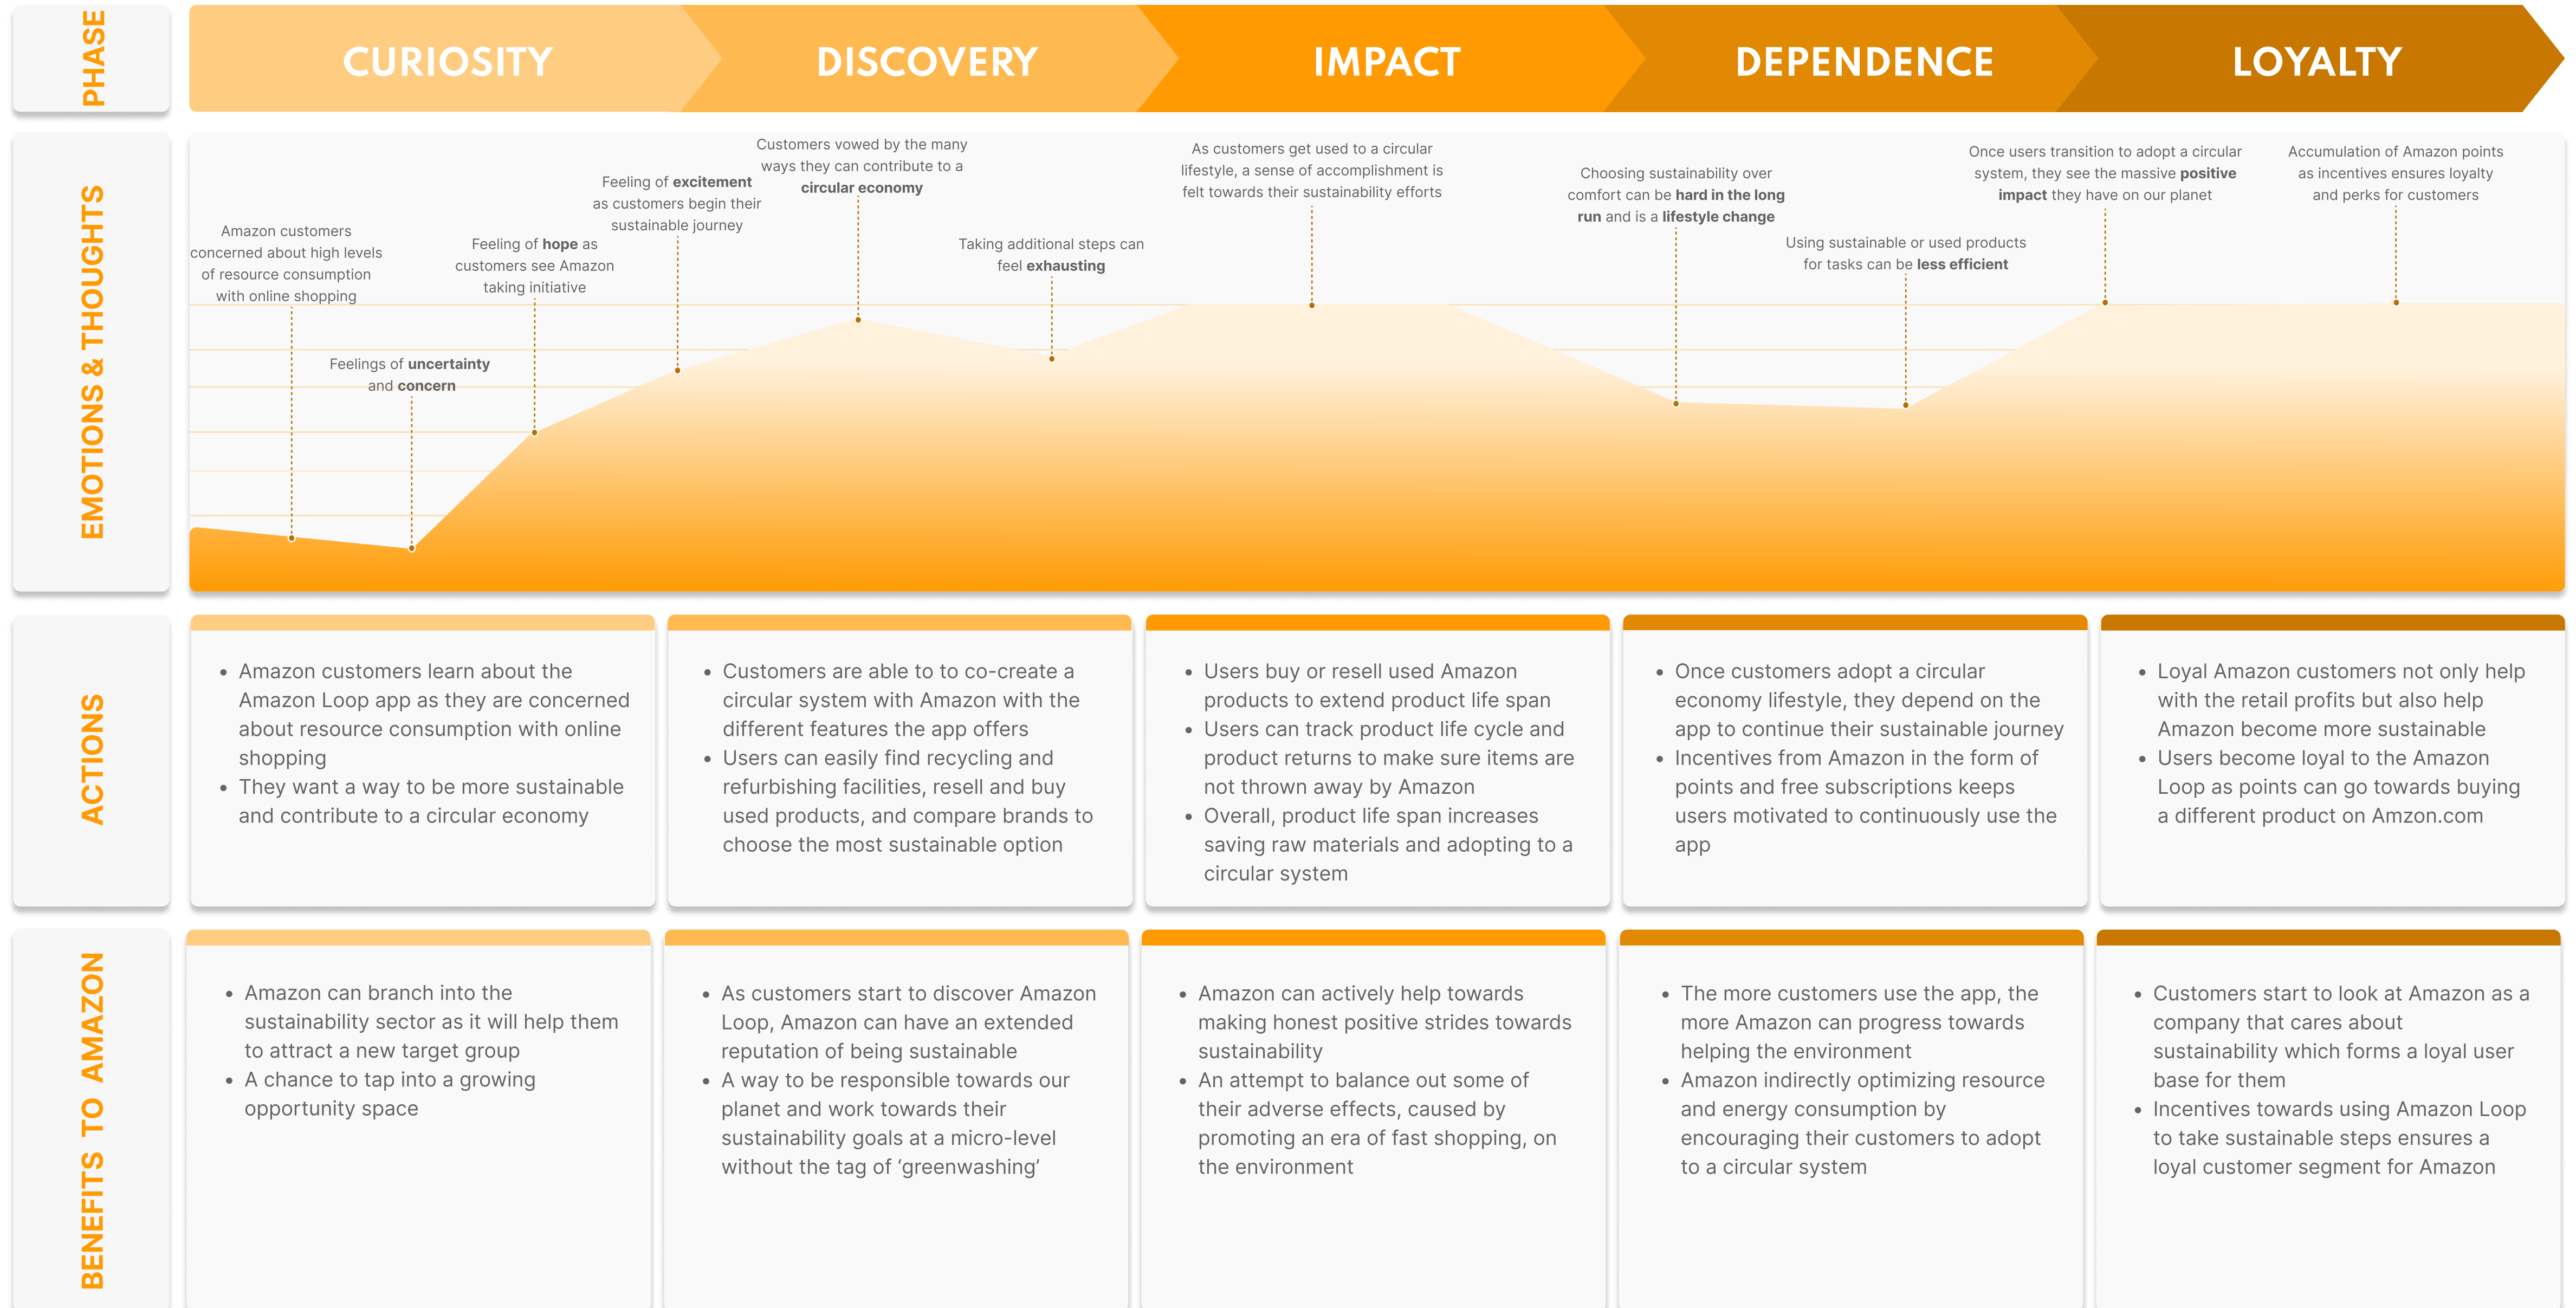 PHASE
CURIOSITY
DISCOVERY
IMPACT
DEPENDENCE
LOYALTY
EMOTIONS & THOUGHTS
Amazon customers
concerned about high levels
of resource consumption
with online shopping
Feelings of uncertainty
and concern
Feeling of hope as
customers see Amazon
taking initiative
Feeling of excitement
as customers begin their
sustainable journey
Customers vowed by the many
ways they can contribute to a
circular economy
Taking additional steps can
feel exhausting
As customers get used to a circular
lifestyle, a sense of accomplishment is
felt towards their sustainability efforts
Choosing sustainability over
comfort can be hard in the long
run and is a lifestyle change
Using sustainable or used products
for tasks can be less efficient
Once users transition to adopt a circular
system, they see the massive positive
impact they have on our planet
Accumulation of Amazon points
as incentives ensures loyalty
and perks for customers
ACTIONS
• Amazon customers learn about the
Amazon Loop app as they are concerned
about resource consumption with online
shopping
• They want a way to be more sustainable
and contribute to a circular economy
• Customers are able to to co-create a
circular system with Amazon with the
different features the app offers
• Users can easily find recycling and
refurbishing facilities, resell and buy
used products, and compare brands to
choose the most sustainable option
• Users buy or resell used Amazon
products to extend product life span
• Users can track product life cycle and
product returns to make sure items are
not thrown away by Amazon
• Overall, product life span increases
saving raw materials and adopting to a
circular system
• Once customers adopt a circular
economy lifestyle, they depend on the
app to continue their sustainable journey
• Incentives from Amazon in the form of
points and free subscriptions keeps
users motivated to continuously use the
app
• Loyal Amazon customers not only help
with the retail profits but also help
Amazon become more sustainable
• Users become loyal to the Amazon
Loop as points can go towards buying
a different product on Amzon.com
BENEFITS TO AMAZON
• Amazon can branch into the
sustainability sector as it will help them
to attract a new target group
• A chance to tap into a growing
opportunity space
• As customers start to discover Amazon
Loop, Amazon can have an extended
reputation of being sustainable
• A way to be responsible towards our
planet and work towards their
sustainability goals at a micro-level
without the tag of ‘greenwashing’
• Amazon can actively help towards
making honest positive strides towards
sustainability
• An attempt to balance out some of
their adverse effects, caused by
promoting an era of fast shopping, on
the environment
• The more customers use the app, the
more Amazon can progress towards
helping the environment
• Amazon indirectly optimizing resource
and energy consumption by
encouraging their customers to adopt
to a circular system
• Customers start to look at Amazon as a
company that cares about
sustainability which forms a loyal user
base for them
• Incentives towards using Amazon Loop
to take sustainable steps ensures a
loyal customer segment for Amazon